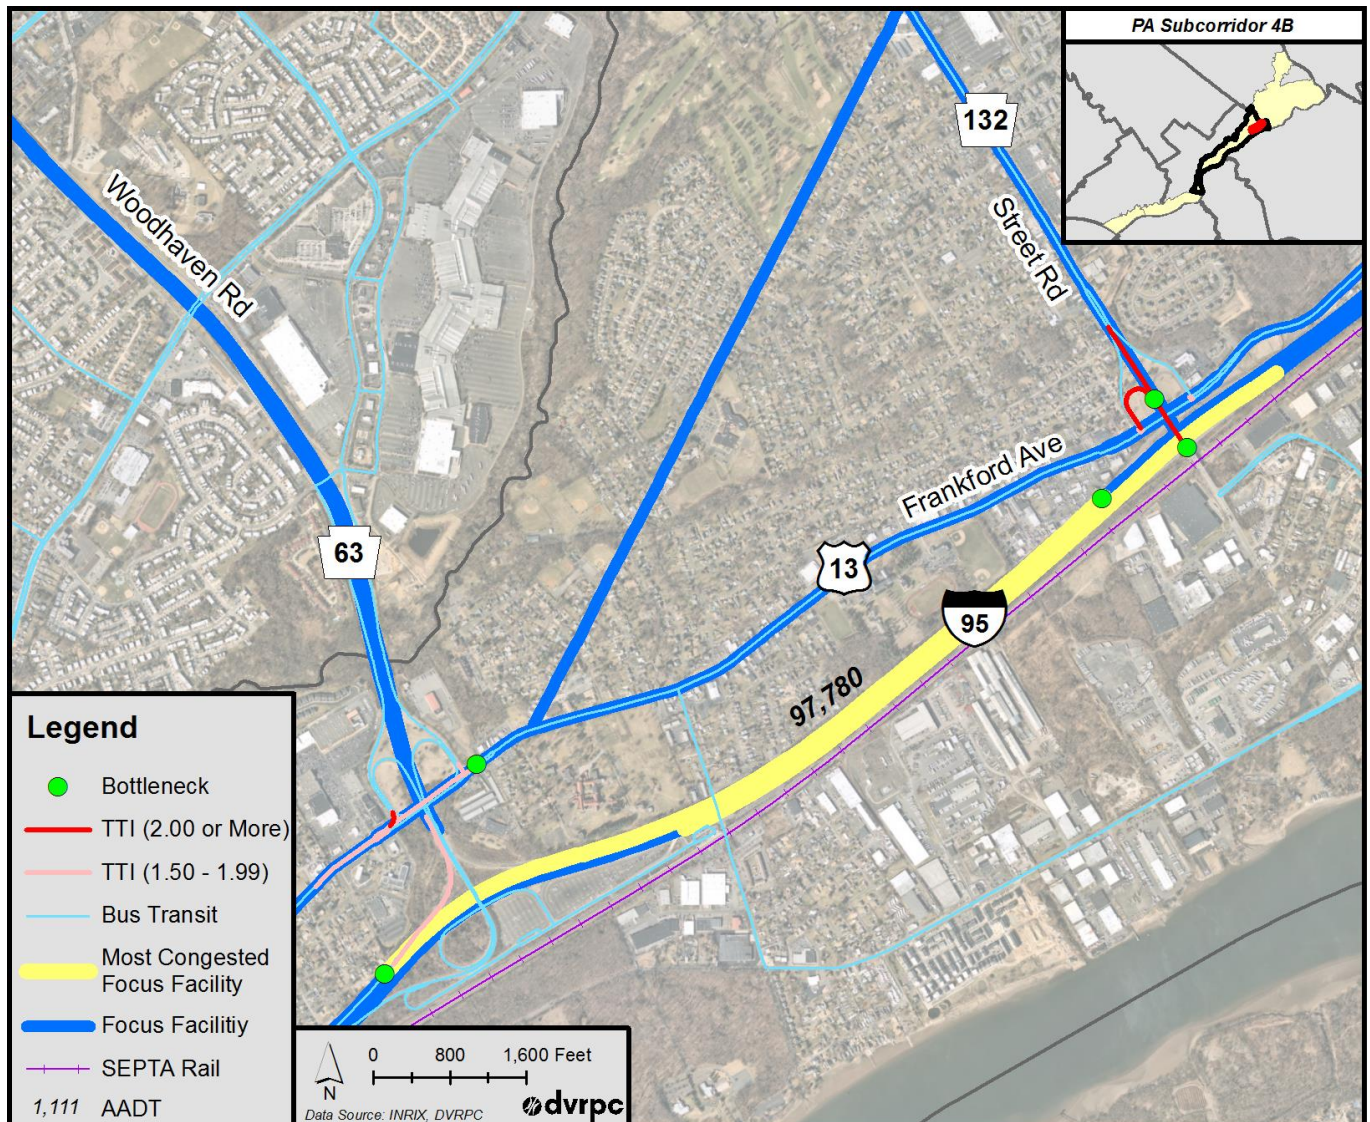 PA Subcorridor 4B
132
Street Rd
Woodhaven Rd
Frankford Ave
63
13
95
97,780
Legend
Bottleneck
TTI (2.00 or More)
TTI (1.50 - 1.99)
Bus Transit
Most Congested
Focus Facility
Focus Facilitiy
SEPTA Rail
1,111 AADT
0 800 1,600 Feet
N
Data Source: INRIX, DVRPC
dvrpc